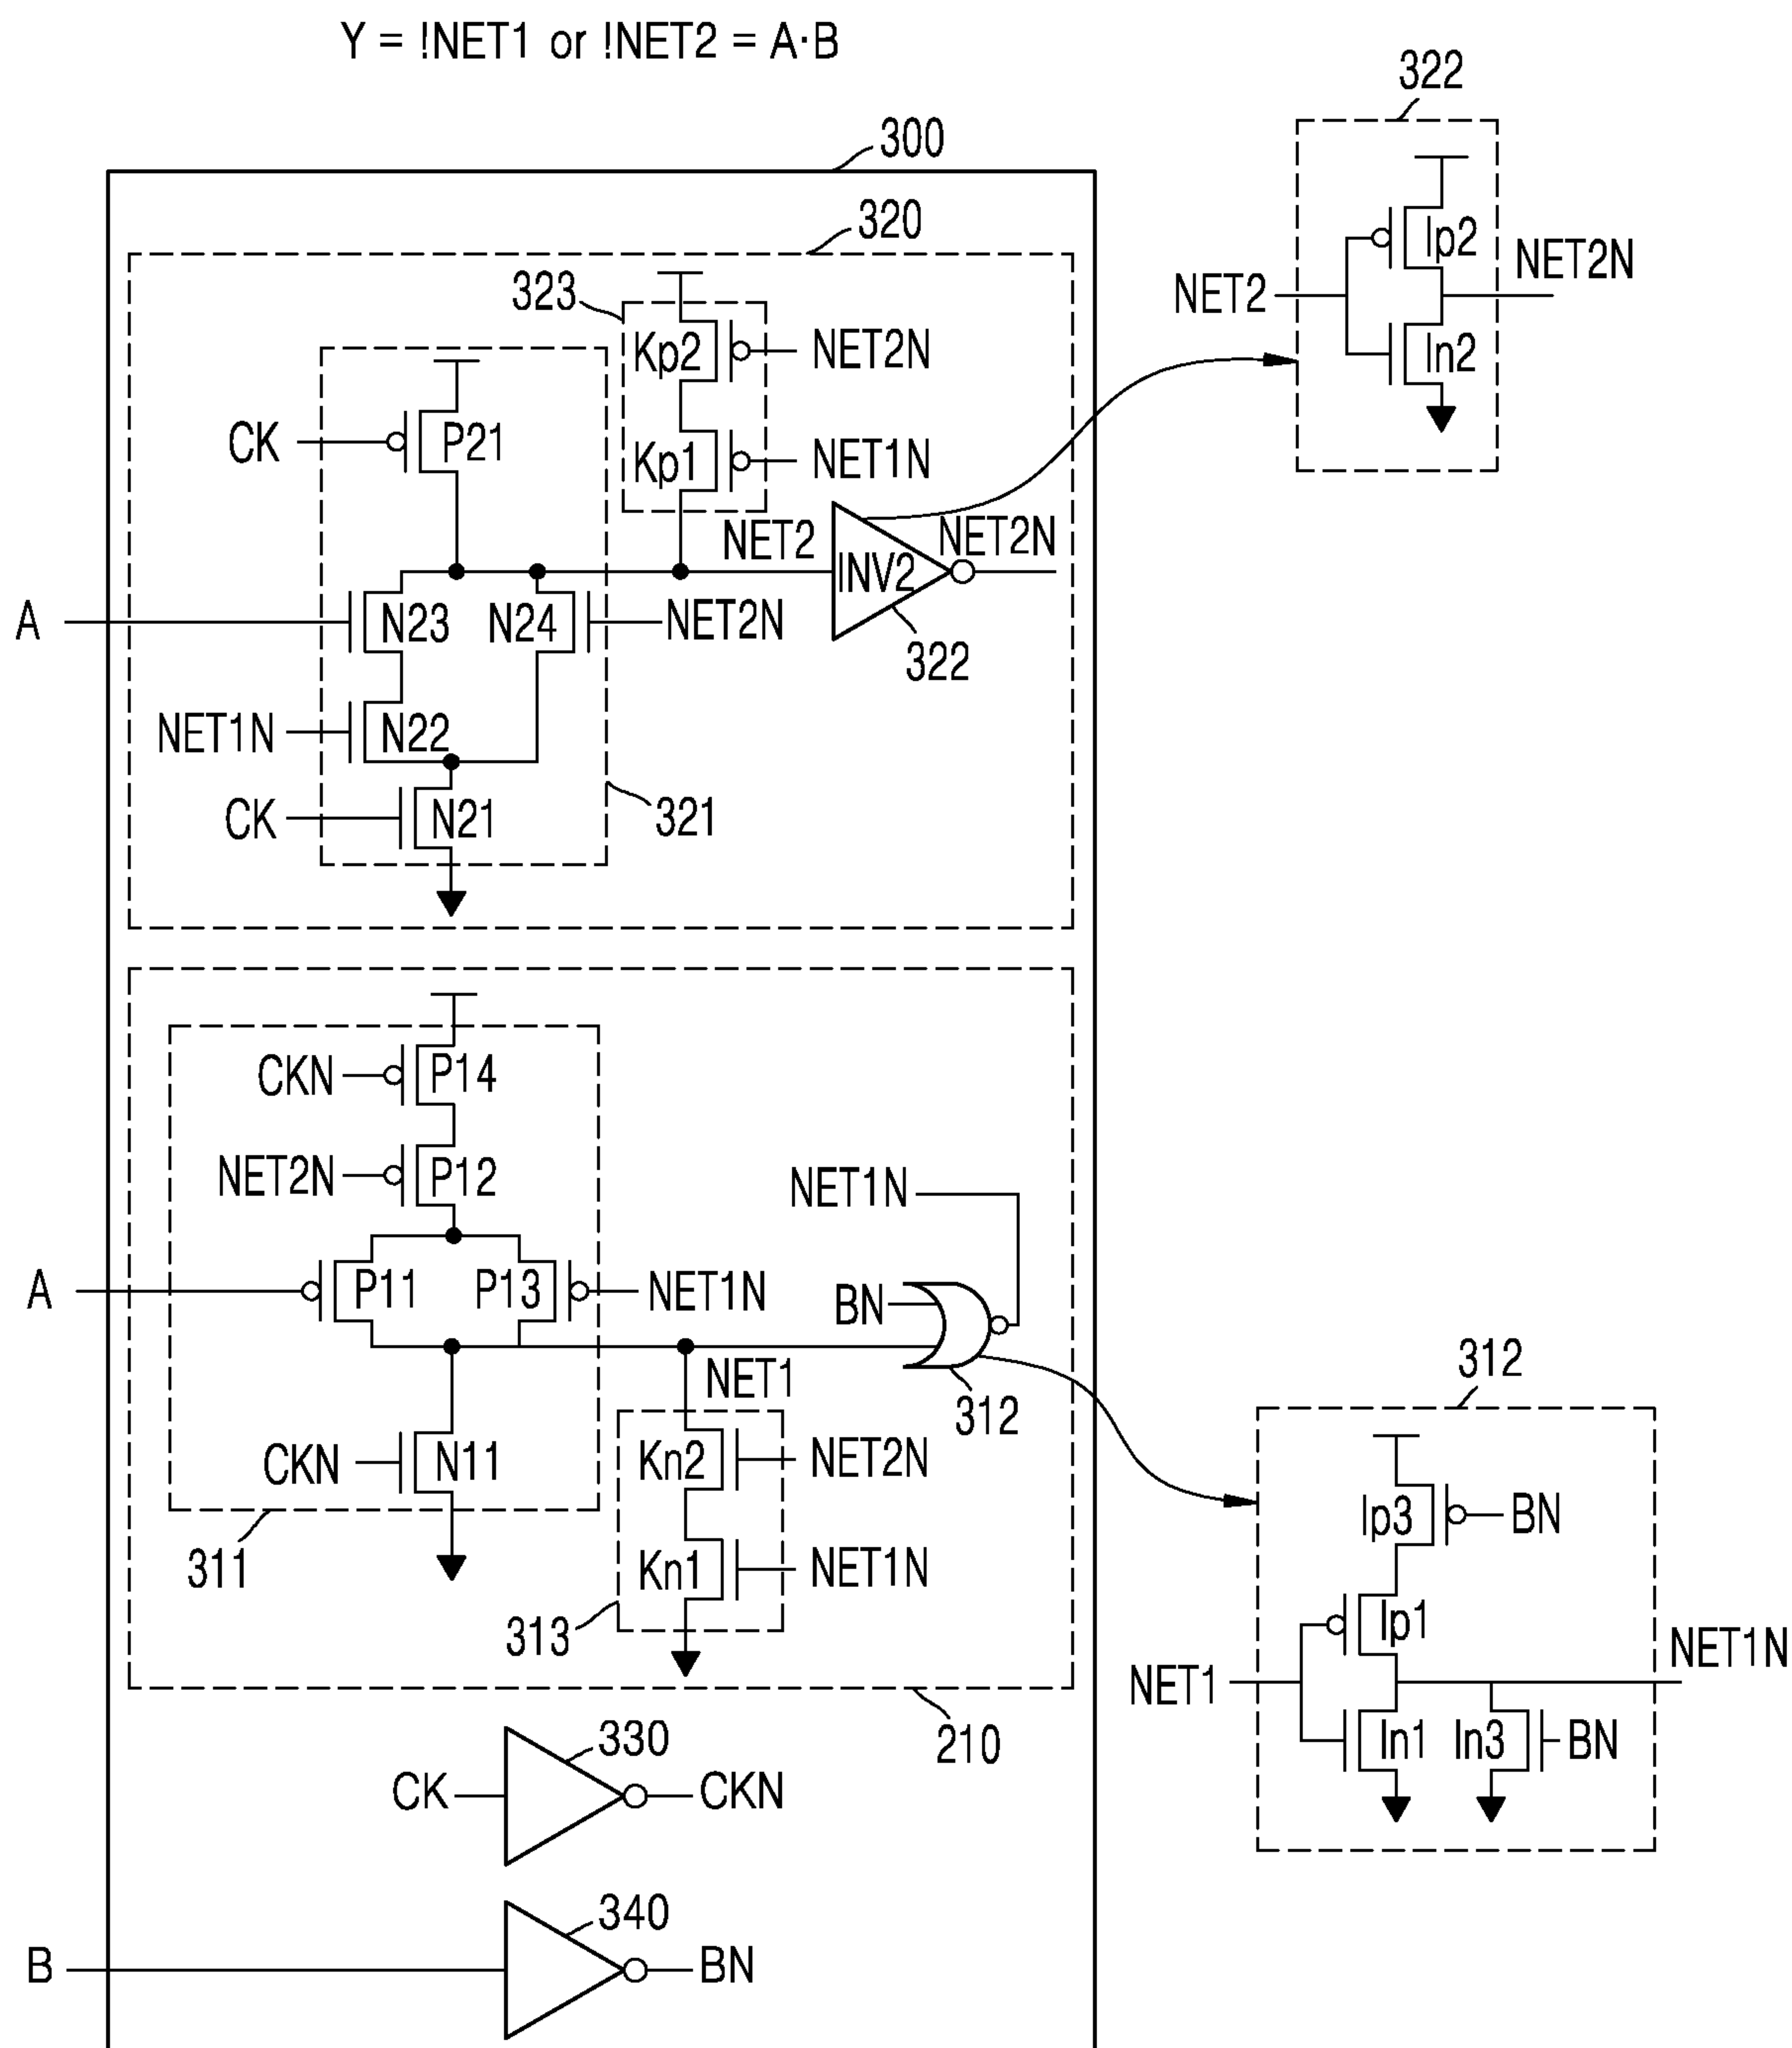 Y = !NET1 or !NET2 = A·B
322
300
320
323
Ip2
NET2
NET2N
In2
Kp2
NET2N
CK
P21
Kp1
NET1N
NET2
NET2N
INV2
A
N23
N24
NET2N
322
NET1N
N22
CK
N21
321
CKN
P14
NET2N
P12
NET1N
A
P11
P13
NET1N
BN
NET1
312
312
CKN
N11
Kn2
NET2N
311
Kn1
NET1N
313
Ip3
BN
Ip1
NET1
NET1N
In1
In3
BN
330
210
CK
CKN
340
B
BN